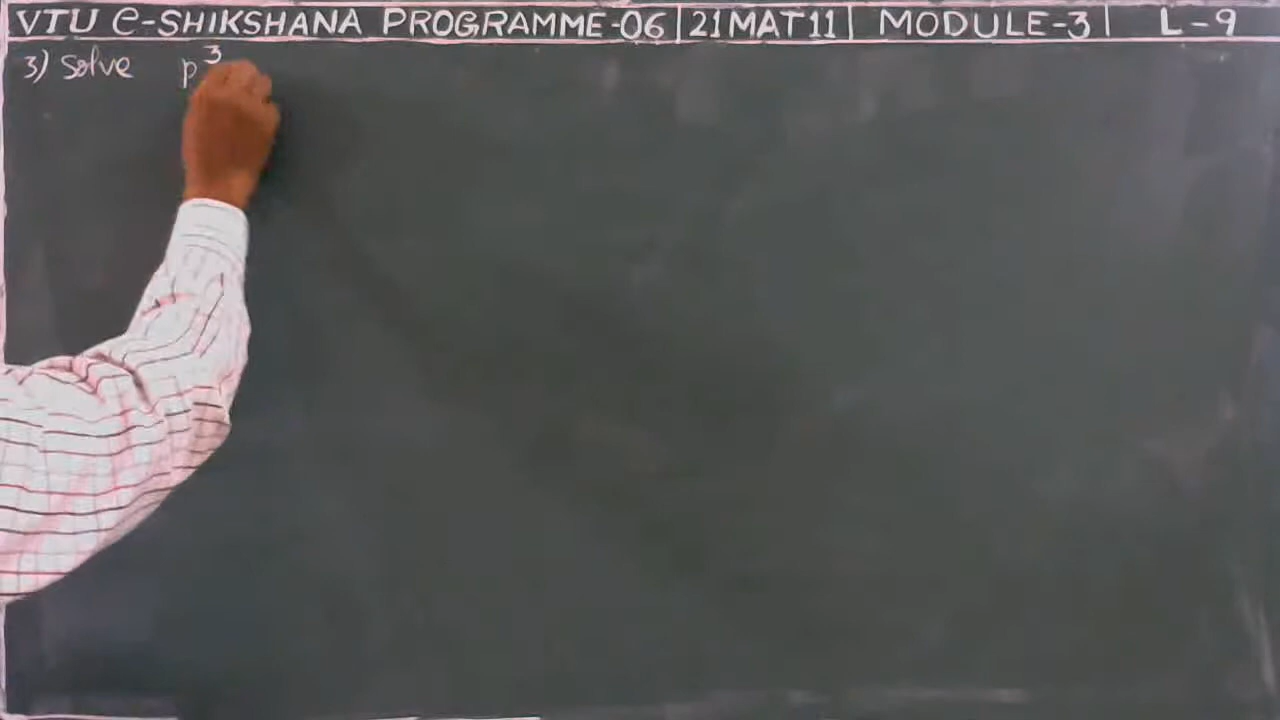 VTU e-SHIKSHANA PROGRAMME-06 | 21MAT11 | MODULE-3 | L-9
3) Solve p³